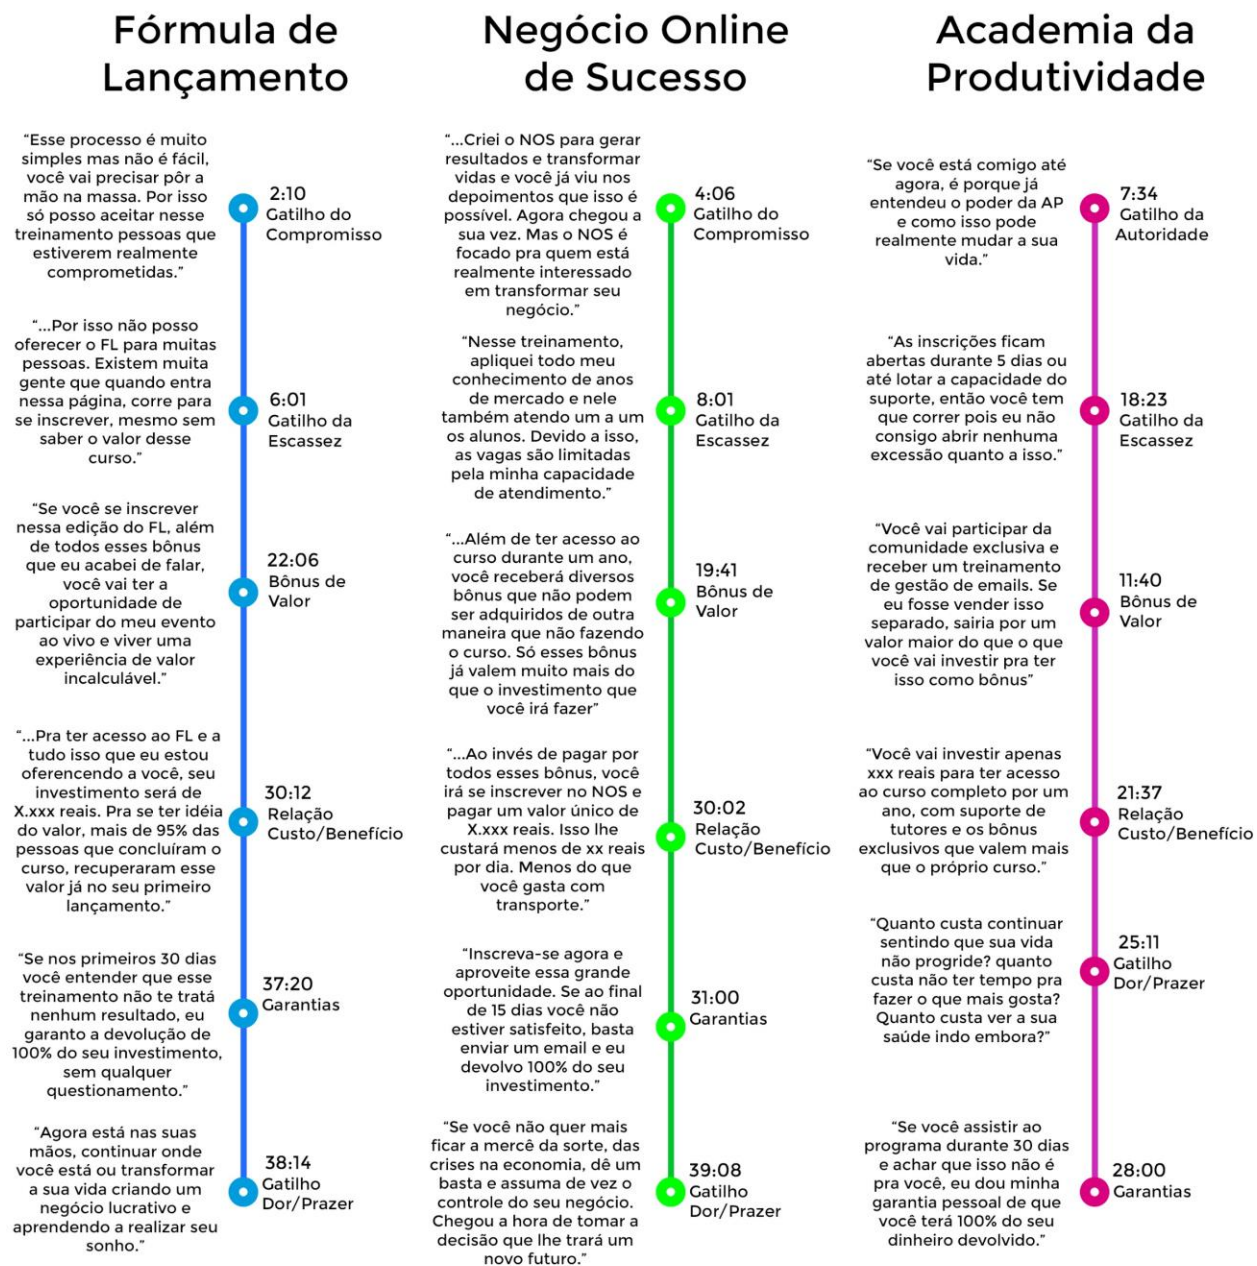 Fórmula de
Lançamento
“Esse processo é muito
simples mas não é fácil,
você vai precisar pôr a
mão na massa. Por isso
só posso aceitar nesse
treinamento pessoas que
estiverem realmente
comprometidas.”
2:10
Gatilho do
Compromisso
“...Por isso não posso
oferecer o FL para muitas
pessoas. Existem muita
gente que quando entra
nessa página, corre para
se inscrever, mesmo sem
saber o valor desse
curso.”
6:01
Gatilho da
Escassez
“Se você se inscrever
nessa edição do FL, além
de todos esses bônus
que eu acabei de falar,
você vai ter a
oportunidade de
participar do meu evento
ao vivo e viver uma
experiência de valor
incalculável.”
22:06
Bônus de
Valor
“...Pra ter acesso ao FL e a
tudo isso que eu estou
oferencendo a você, seu
investimento será de
X.xxx reais. Pra se ter idéia
do valor, mais de 95% das
pessoas que concluíram o
curso, recuperaram esse
valor já no seu primeiro
lançamento.”
30:12
Relação
Custo/Benefício
“Se nos primeiros 30 dias
você entender que esse
treinamento não te tratá
nenhum resultado, eu
garanto a devolução de
100% do seu investimento,
sem qualquer
questionamento.”
37:20
Garantias
“Agora está nas suas
mãos, continuar onde
você está ou transformar
a sua vida criando um
negócio lucrativo e
aprendendo a realizar seu
sonho.”
38:14
Gatilho
Dor/Prazer
Negócio Online
de Sucesso
“...Criei o NOS para gerar
resultados e transformar
vidas e você já viu nos
depoimentos que isso é
possível. Agora chegou a
sua vez. Mas o NOS é
focado pra quem está
realmente interessado
em transformar seu
negócio.”
4:06
Gatilho do
Compromisso
“Nesse treinamento,
apliquei todo meu
conhecimento de anos
de mercado e nele
também atendo um a um
os alunos. Devido a isso,
as vagas são limitadas
pela minha capacidade
de atendimento.”
8:01
Gatilho da
Escassez
“...Além de ter acesso ao
curso durante um ano,
você receberá diversos
bônus que não podem
ser adquiridos de outra
maneira que não fazendo
o curso. Só esses bônus
já valem muito mais do
que o investimento que
você irá fazer”
19:41
Bônus de
Valor
“...Ao invés de pagar por
todos esses bônus, você
irá se inscrever no NOS e
pagar um valor único de
X.xxx reais. Isso lhe
custará menos de xx reais
por dia. Menos do que
você gasta com
transporte.”
30:02
Relação
Custo/Benefício
“Inscreva-se agora e
aproveite essa grande
oportunidade. Se ao final
de 15 dias você não
estiver satisfeito, basta
enviar um email e eu
devolvo 100% do seu
investimento.”
31:00
Garantias
“Se você não quer mais
ficar a mercê da sorte, das
crises na economia, dê um
basta e assuma de vez o
controle do seu negócio.
Chegou a hora de tomar a
decisão que lhe trará um
novo futuro.”
39:08
Gatilho
Dor/Prazer
Academia da
Produtividade
“Se você está comigo até
agora, é porque já
entendeu o poder da AP
e como isso pode
realmente mudar a sua
vida.”
7:34
Gatilho da
Autoridade
“As inscrições ficam
abertas durante 5 dias ou
até lotar a capacidade do
suporte, então você tem
que correr pois eu não
consigo abrir nenhuma
excessão quanto a isso.”
18:23
Gatilho da
Escassez
“Você vai participar da
comunidade exclusiva e
receber um treinamento
de gestão de emails. Se
eu fosse vender isso
separado, sairia por um
valor maior do que o que
você vai investir pra ter
isso como bônus”
11:40
Bônus de
Valor
“Você vai investir apenas
xxx reais para ter acesso
ao curso completo por um
ano, com suporte de
tutores e os bônus
exclusivos que valem mais
que o próprio curso.”
21:37
Relação
Custo/Benefício
“Quanto custa continuar
sentindo que sua vida
não progride? quanto
custa não ter tempo pra
fazer o que mais gosta?
Quanto custa ver a sua
saúde indo embora?”
25:11
Gatilho
Dor/Prazer
“Se você assistir ao
programa durante 30 dias
e achar que isso não é
pra você, eu dou minha
garantia pessoal de que
você terá 100% do seu
dinheiro devolvido.”
28:00
Garantias